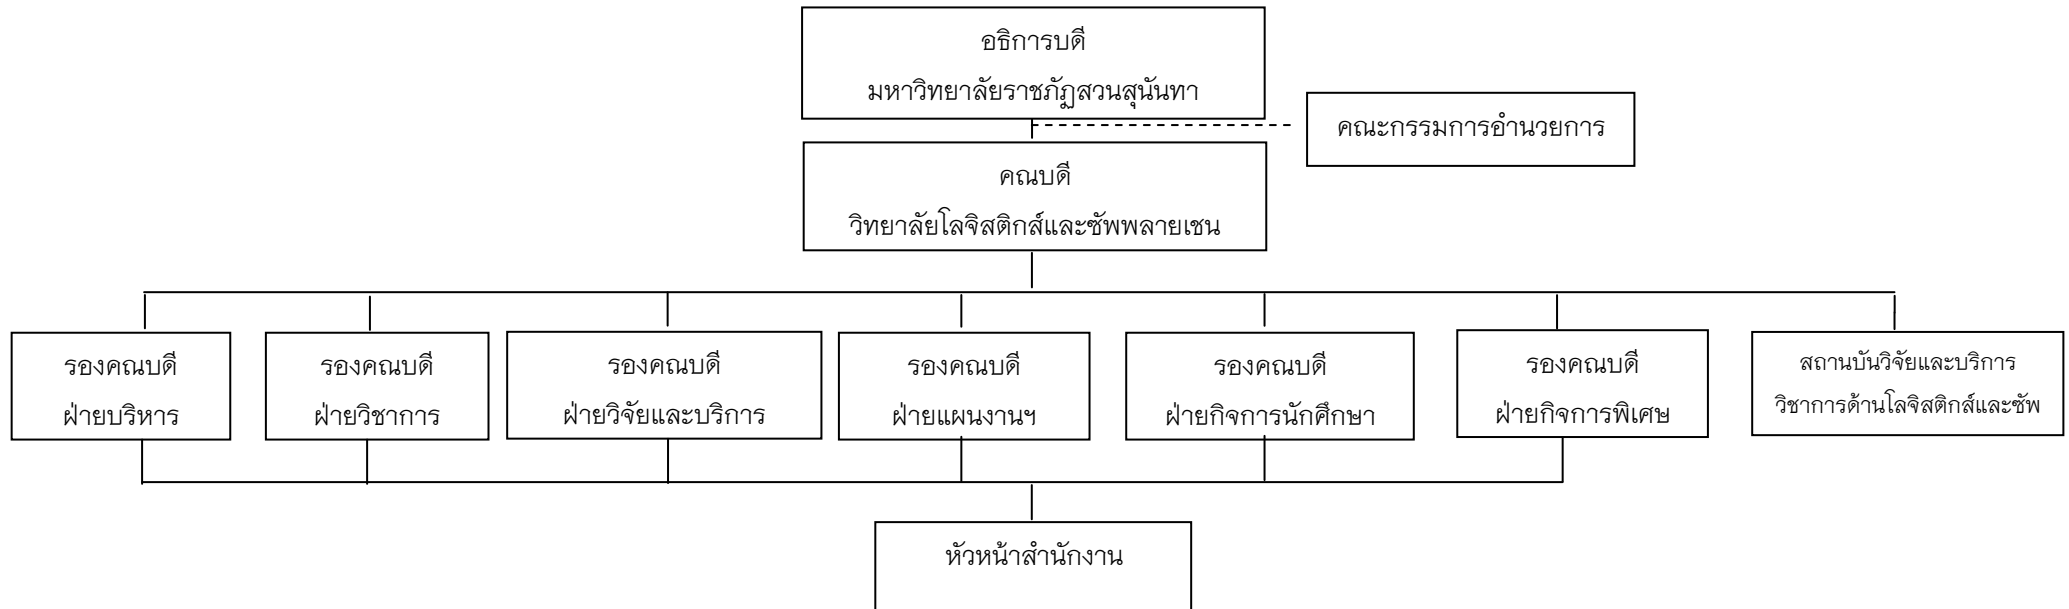 อธิการบดี
มหาวิทยาลัยราชภัฏสวนสุนันทา
คณะกรรมการอำนวยการ
คณบดี
วิทยาลัยโลจิสติกส์และซัพพลายเชน
รองคณบดี
ฝ่ายบริหาร
รองคณบดี
ฝ่ายวิชาการ
รองคณบดี
ฝ่ายวิจัยและบริการ
รองคณบดี
ฝ่ายแผนงานฯ
รองคณบดี
ฝ่ายกิจการนักศึกษา
รองคณบดี
ฝ่ายกิจการพิเศษ
สถานบันวิจัยและบริการ
วิชาการด้านโลจิสติกส์และซัพ
หัวหน้าสำนักงาน